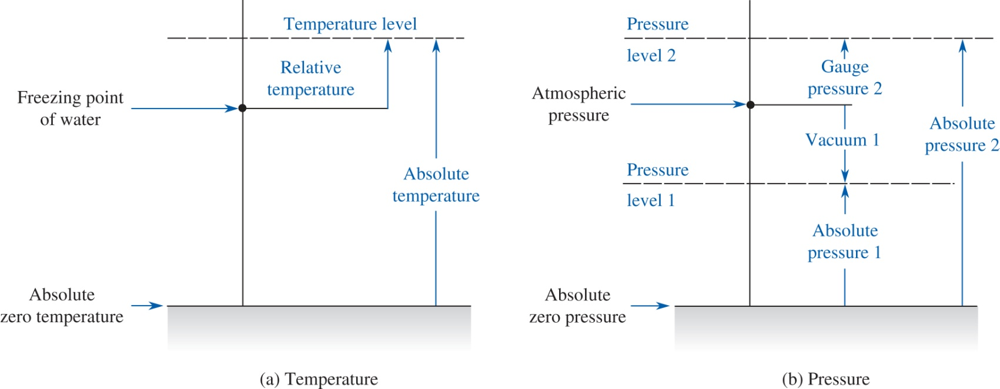 Temperature level
Relative
temperature
Freezing point
of water
Absolute
temperature
Absolute
zero temperature
(a) Temperature
Pressure
level 2
Gauge
pressure 2
Atmospheric
pressure
Absolute
pressure 2
Vacuum 1
Pressure
level 1
Absolute
pressure 1
Absolute
zero pressure
(b) Pressure